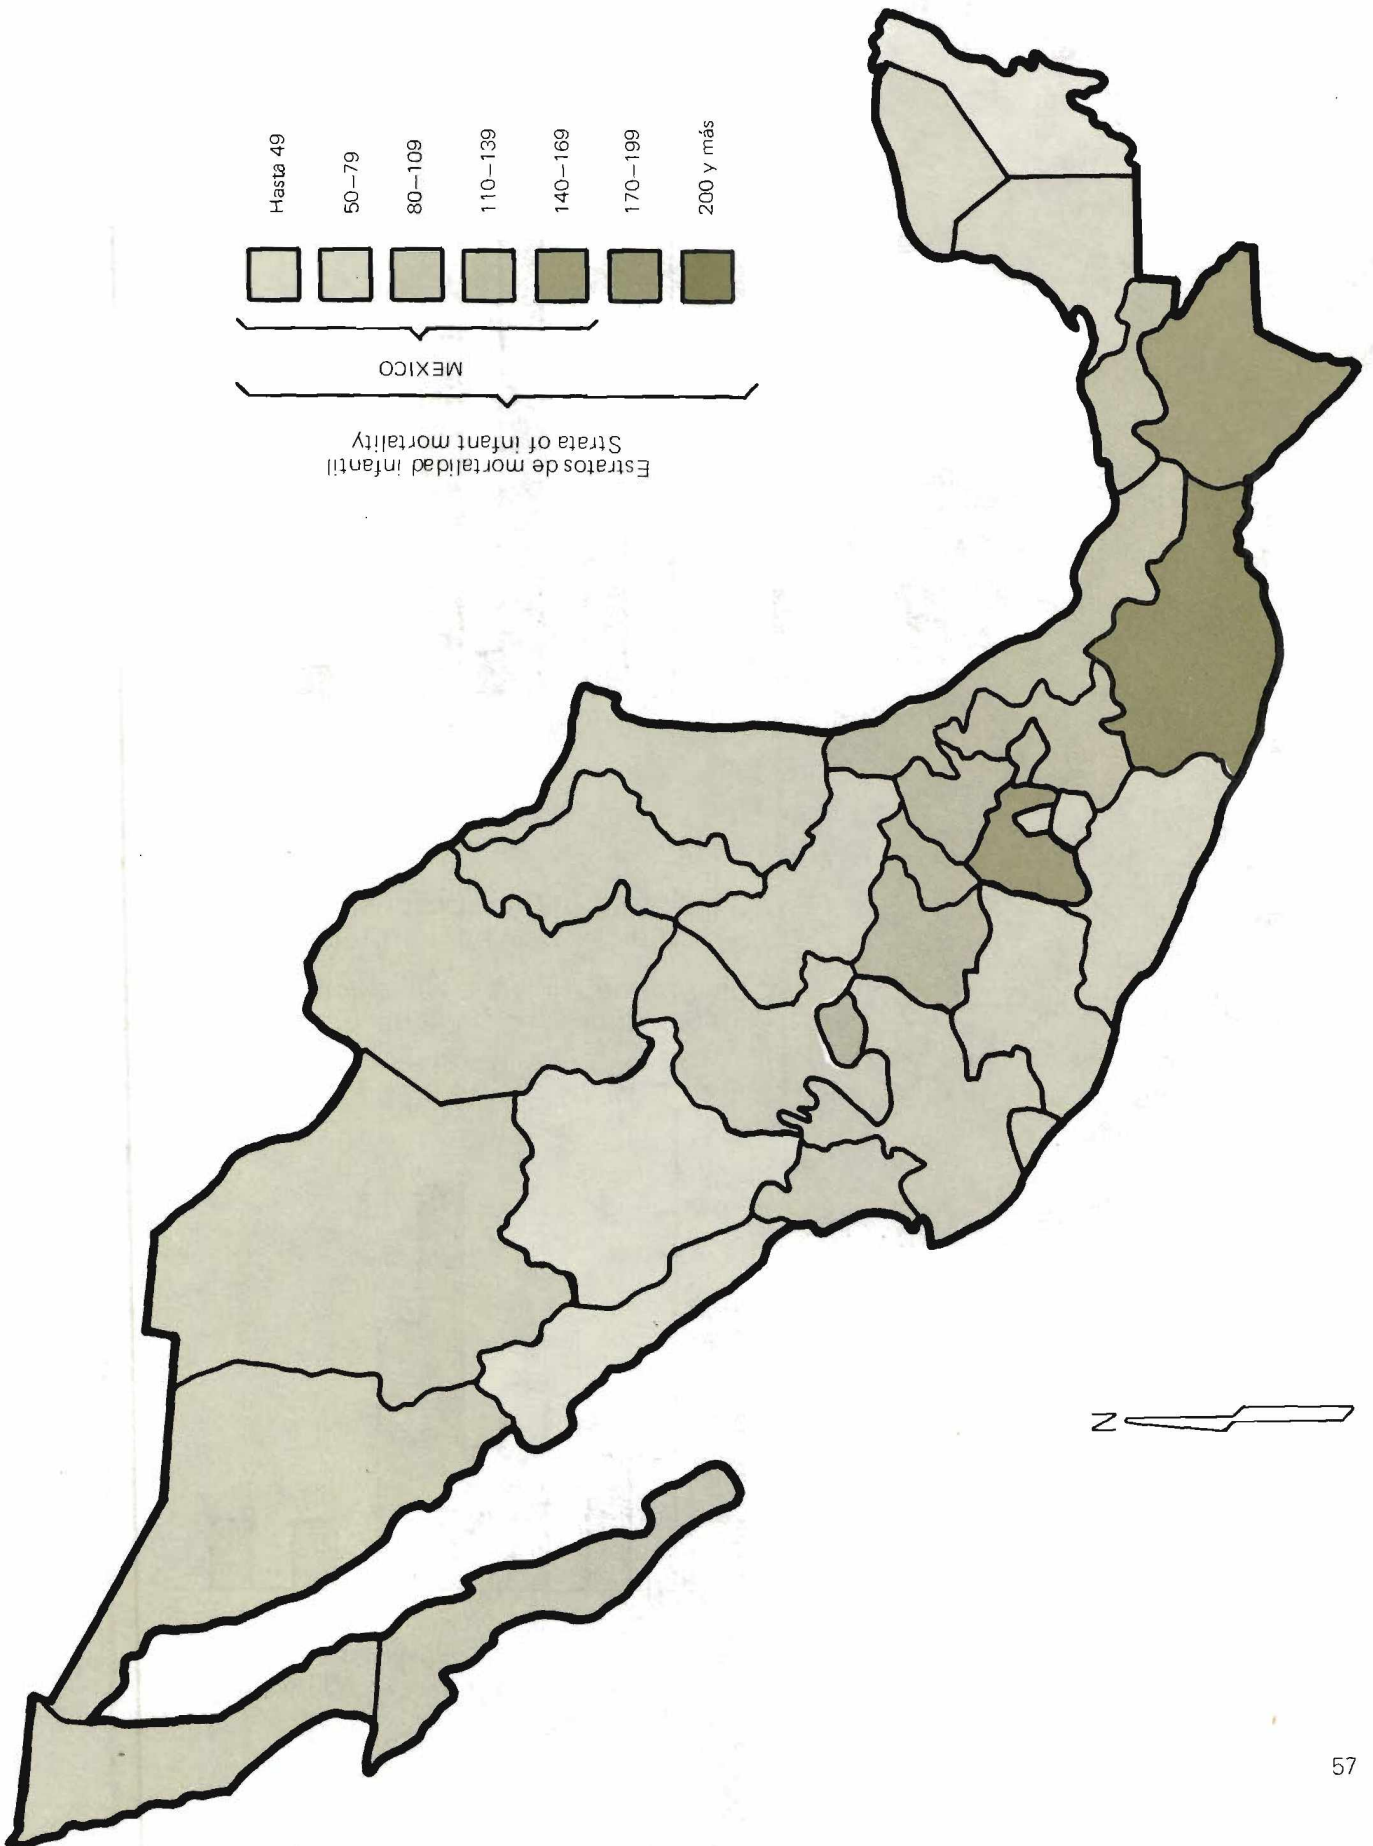 Estratos de mortalidad infantil
Strata of infant mortality
MEXICO
Hasta 49
50–79
80–109
110–139
140–169
170–199
200 y más
N
57